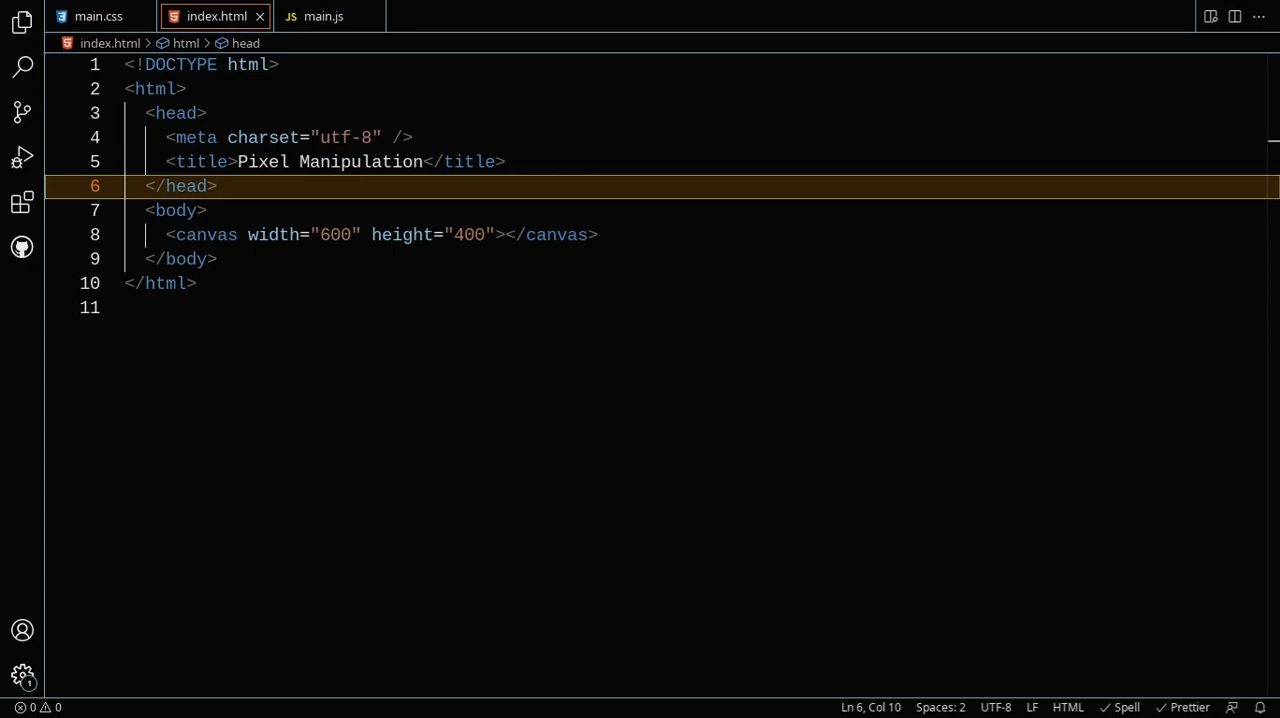 main.css
index.html
JS main.js
index.html > html > head
1 <!DOCTYPE html>
2 <html>
3 <head>
4 <meta charset="utf-8" />
5 <title>Pixel Manipulation</title>
6 </head>
7 <body>
8 <canvas width="600" height="400"></canvas>
9 </body>
10 </html>
11
1
0 0 Ln 6, Col 10 Spaces: 2 UTF-8 LF HTML Spell Prettier